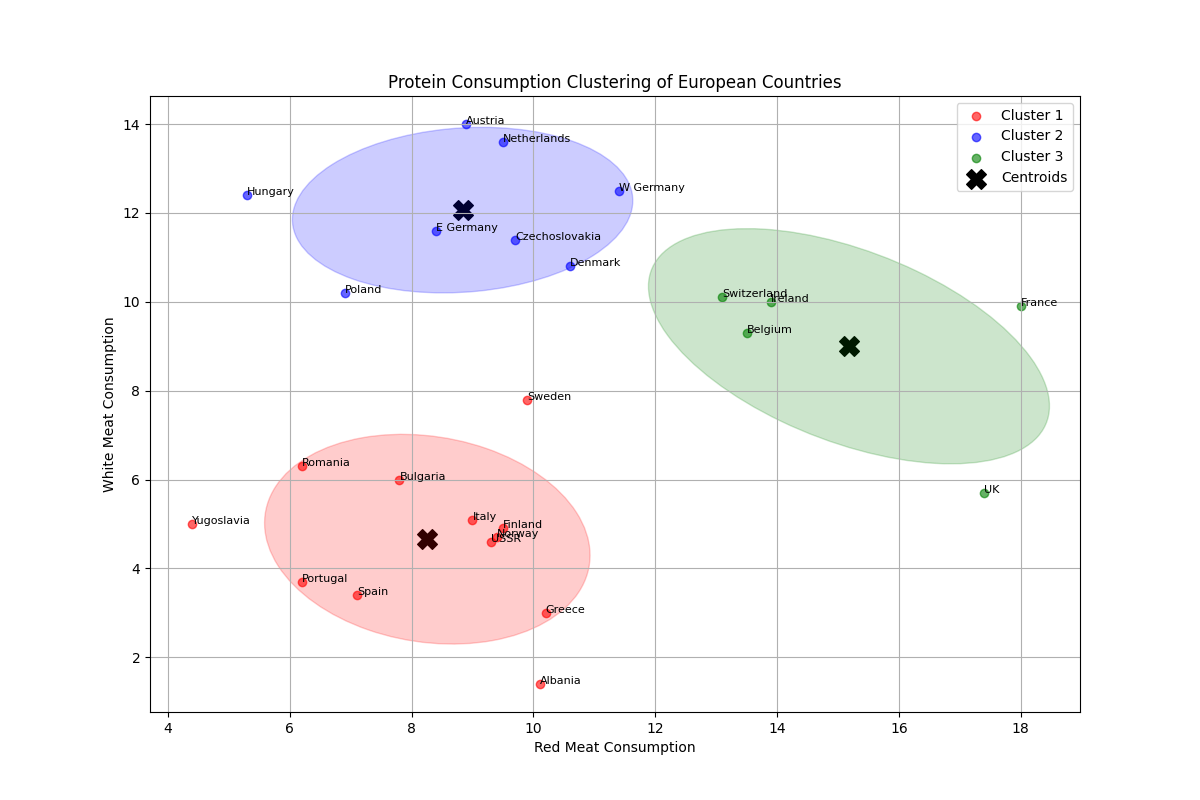 Protein Consumption Clustering of European Countries
Cluster 1
Cluster 2
Cluster 3
Centroids
14
12
10
8
6
4
2
White Meat Consumption
Austria
Netherlands
W Germany
Hungary
E Germany
Czechoslovakia
Denmark
Poland
Switzerland
Ireland
France
Belgium
Sweden
Romania
Bulgaria
UK
Yugoslavia
Italy
Finland
Norway
USSR
Portugal
Spain
Greece
Albania
4 6 8 10 12 14 16 18
Red Meat Consumption